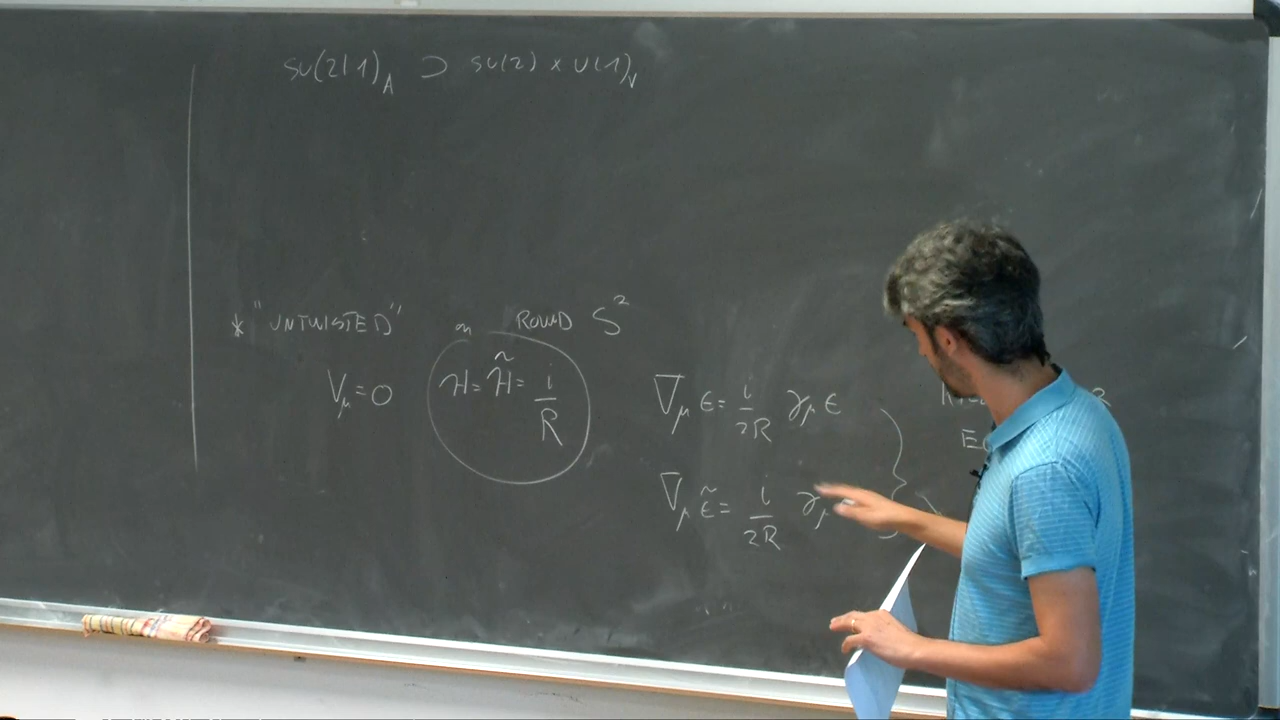 SU(2|1)_A ⊃ SU(2) × U(1)_V
* "UNTWISTED" on ROUND S²
V_μ = 0
H = H̃ = i/R
∇_μ ε = i/2R γ_μ ε
∇_μ ε̃ = i/2R γ_μ